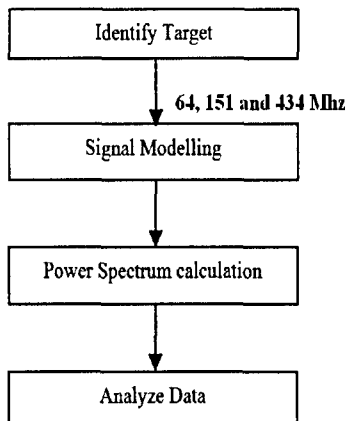 Identify Target
64, 151 and 434 Mhz
Signal Modelling
Power Spectrum calculation
Analyze Data